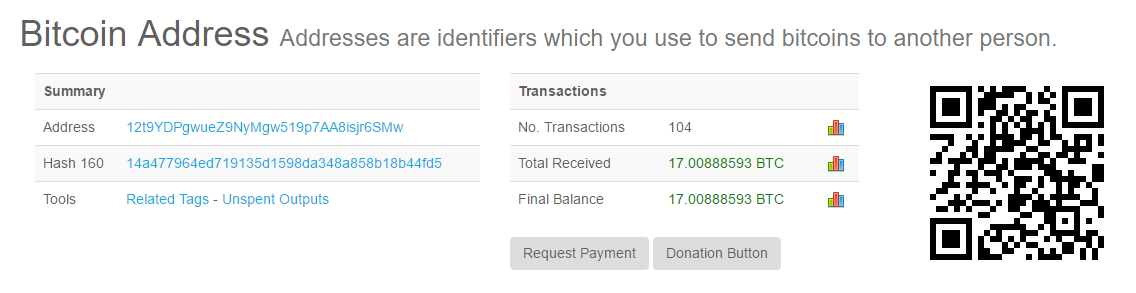 Bitcoin Address Addresses are identifiers which you use to send bitcoins to another person.
Summary
Address 12t9YDPgwueZ9NyMgw519p7AA8isjr6SMw
Hash 160 14a477964ed719135d1598da348a858b18b44fd5
Tools Related Tags - Unspent Outputs
Transactions
No. Transactions 104
Total Received 17.00888593 BTC
Final Balance 17.00888593 BTC
Request Payment Donation Button